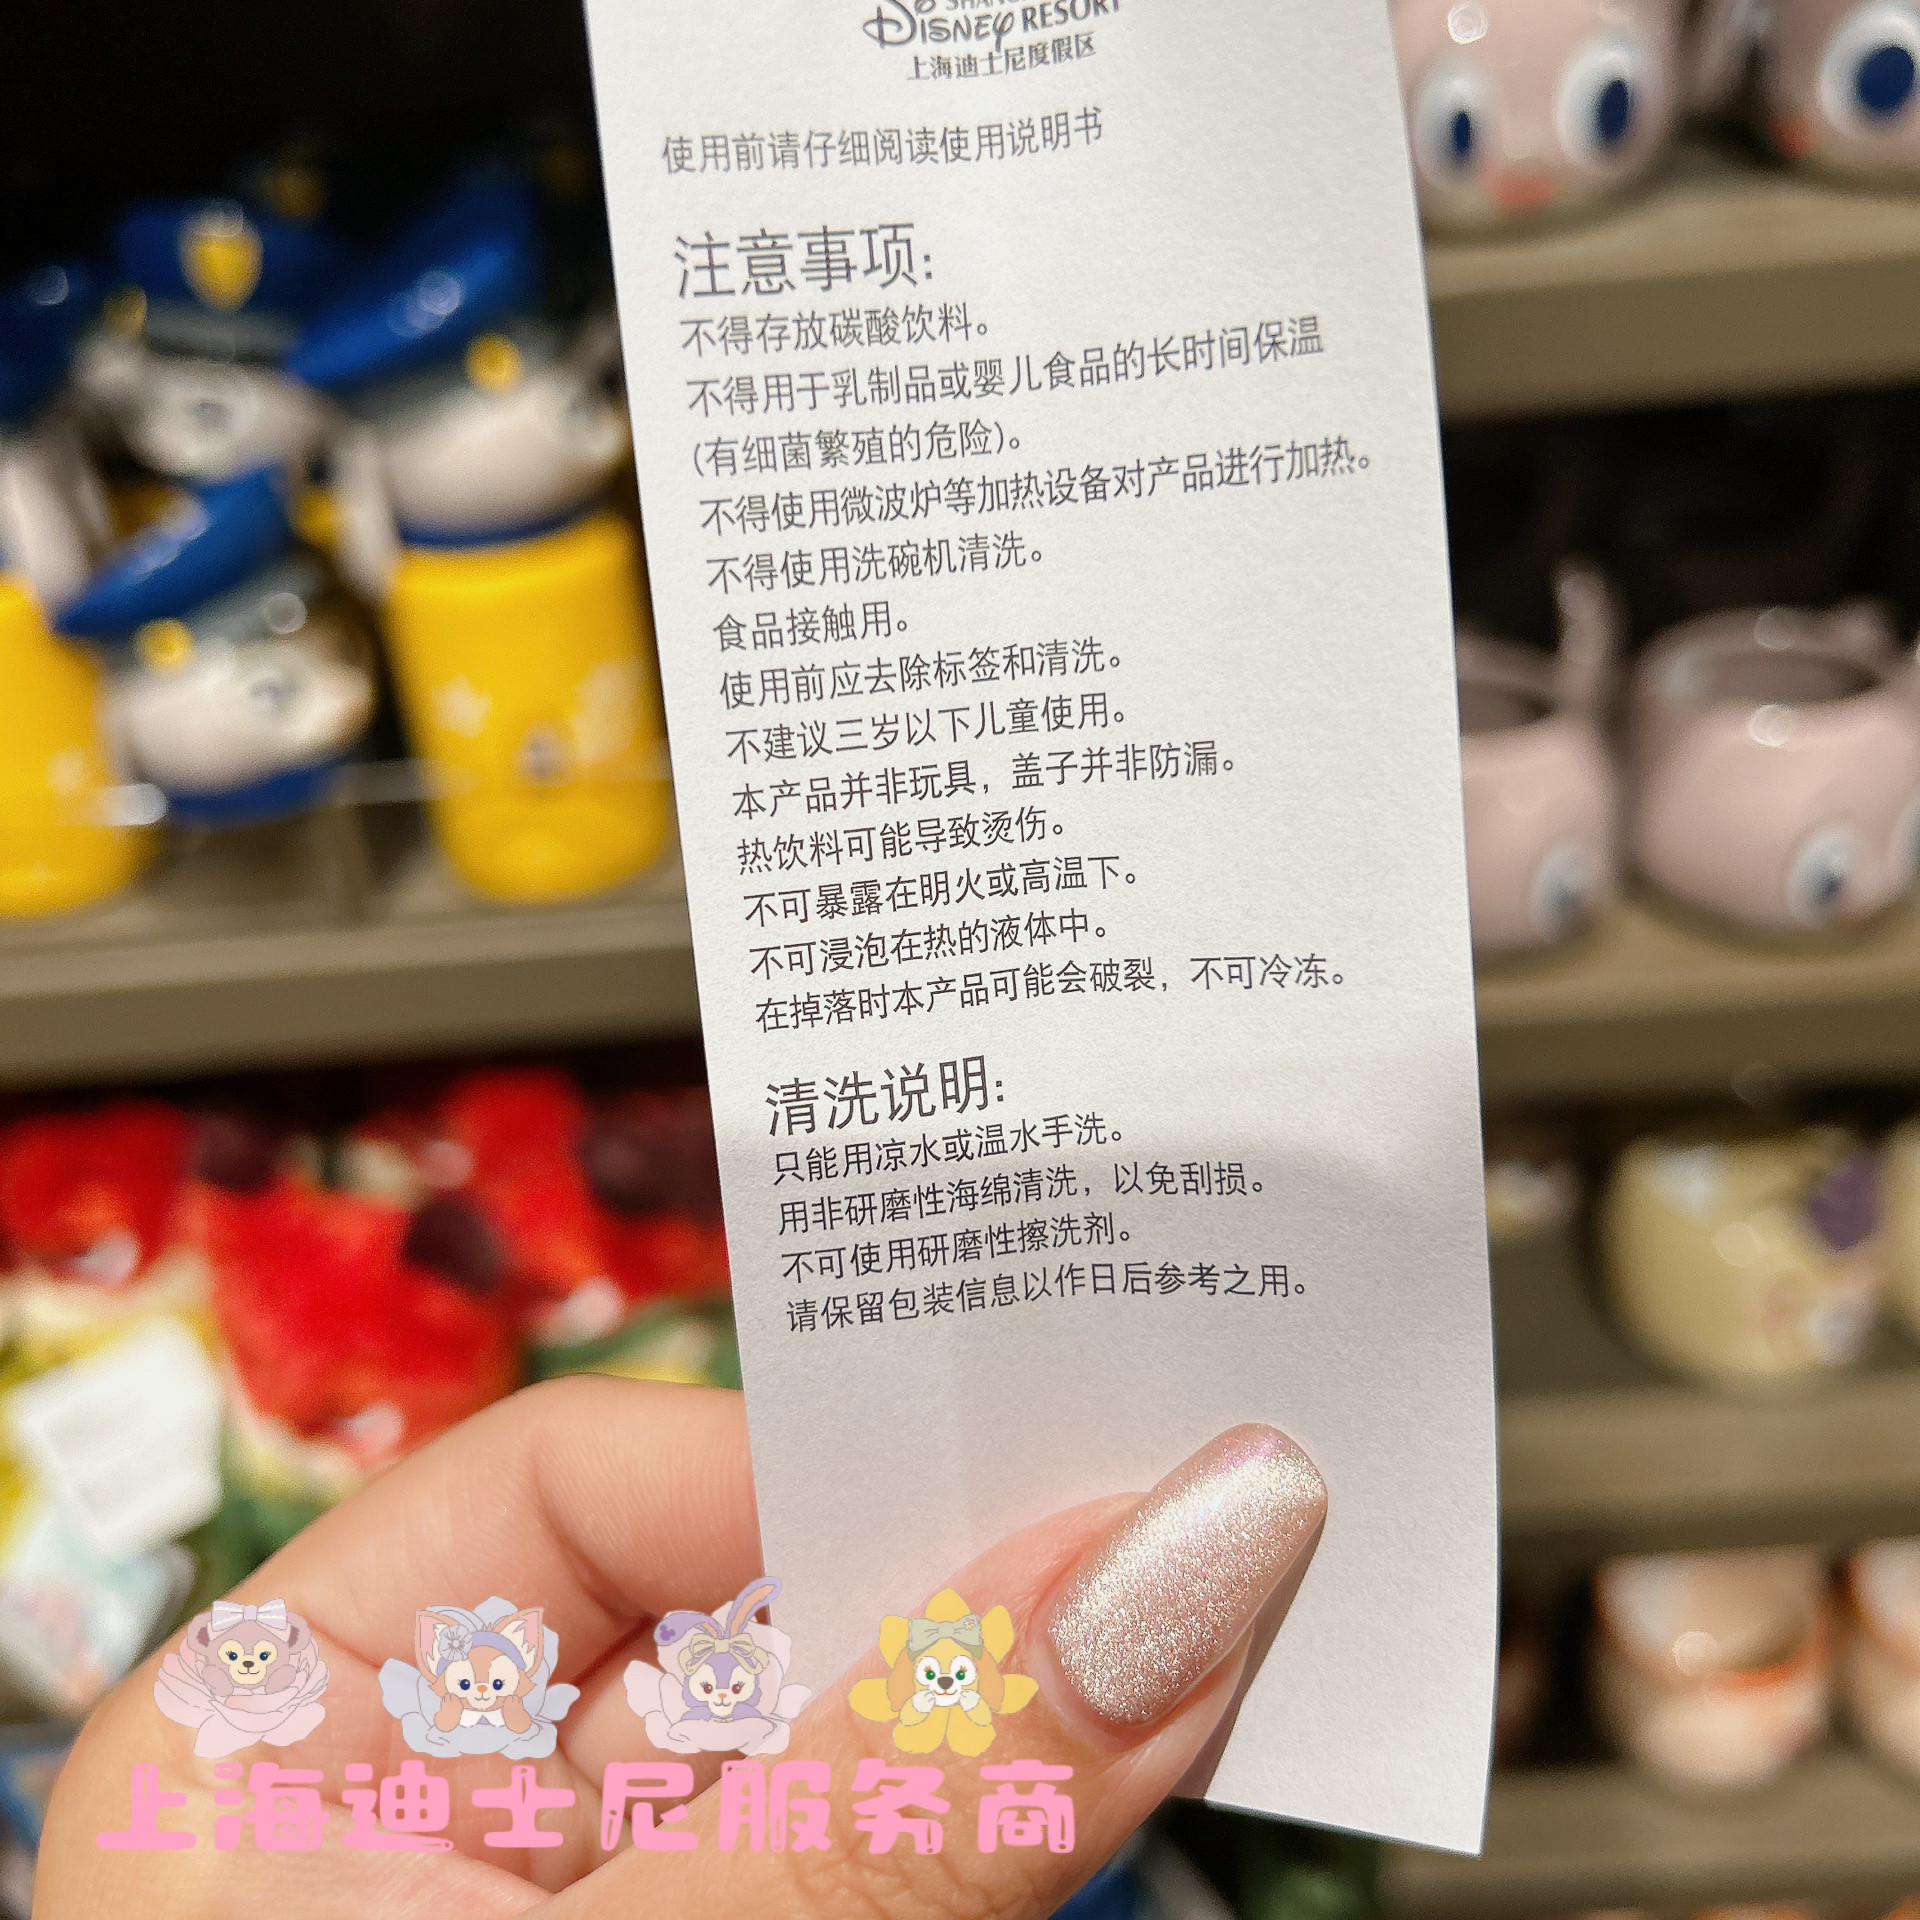 DISNEY RESORT
上海迪士尼度假区
使用前请仔细阅读使用说明书
注意事项:
不得存放碳酸饮料。
不得用于乳制品或婴儿食品的长时间保温
(有细菌繁殖的危险)。
不得使用微波炉等加热设备对产品进行加热。
不得使用洗碗机清洗。
食品接触用。
使用前应去除标签和清洗。
不建议三岁以下儿童使用。
本产品并非玩具，盖子并非防漏。
热饮料可能导致烫伤。
不可暴露在明火或高温下。
不可浸泡在热的液体中。
在掉落时本产品可能会破裂，不可冷冻。
清洗说明:
只能用凉水或温水手洗。
用非研磨性海绵清洗，以免刮损。
不可使用研磨性擦洗剂。
请保留包装信息以作日后参考之用。
上海迪士尼服务商